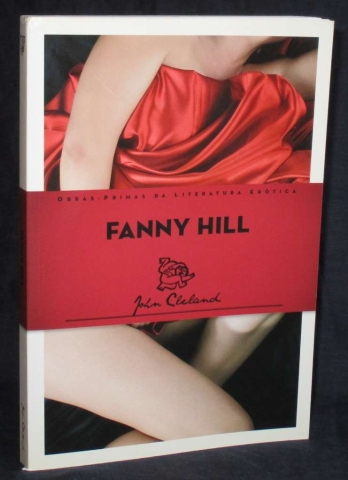 OBRAS-PRIMAS DA LITERATURA ERÓTICA
FANNY HILL
John Cleland